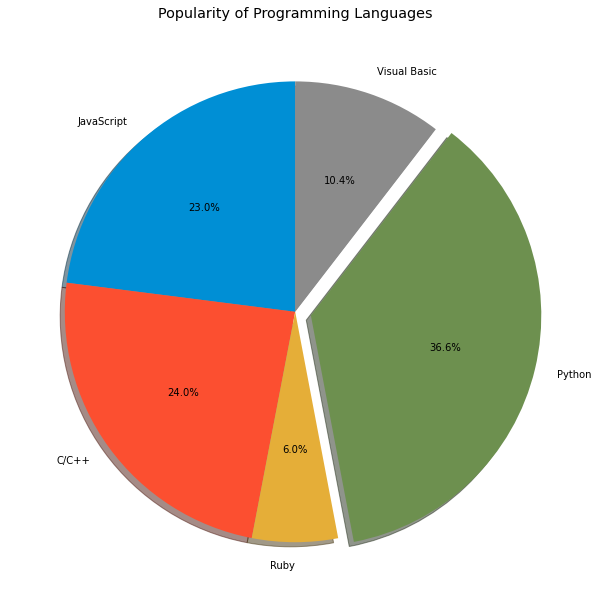 Popularity of Programming Languages
Visual Basic
JavaScript
10.4%
23.0%
36.6%
Python
24.0%
6.0%
C/C++
Ruby